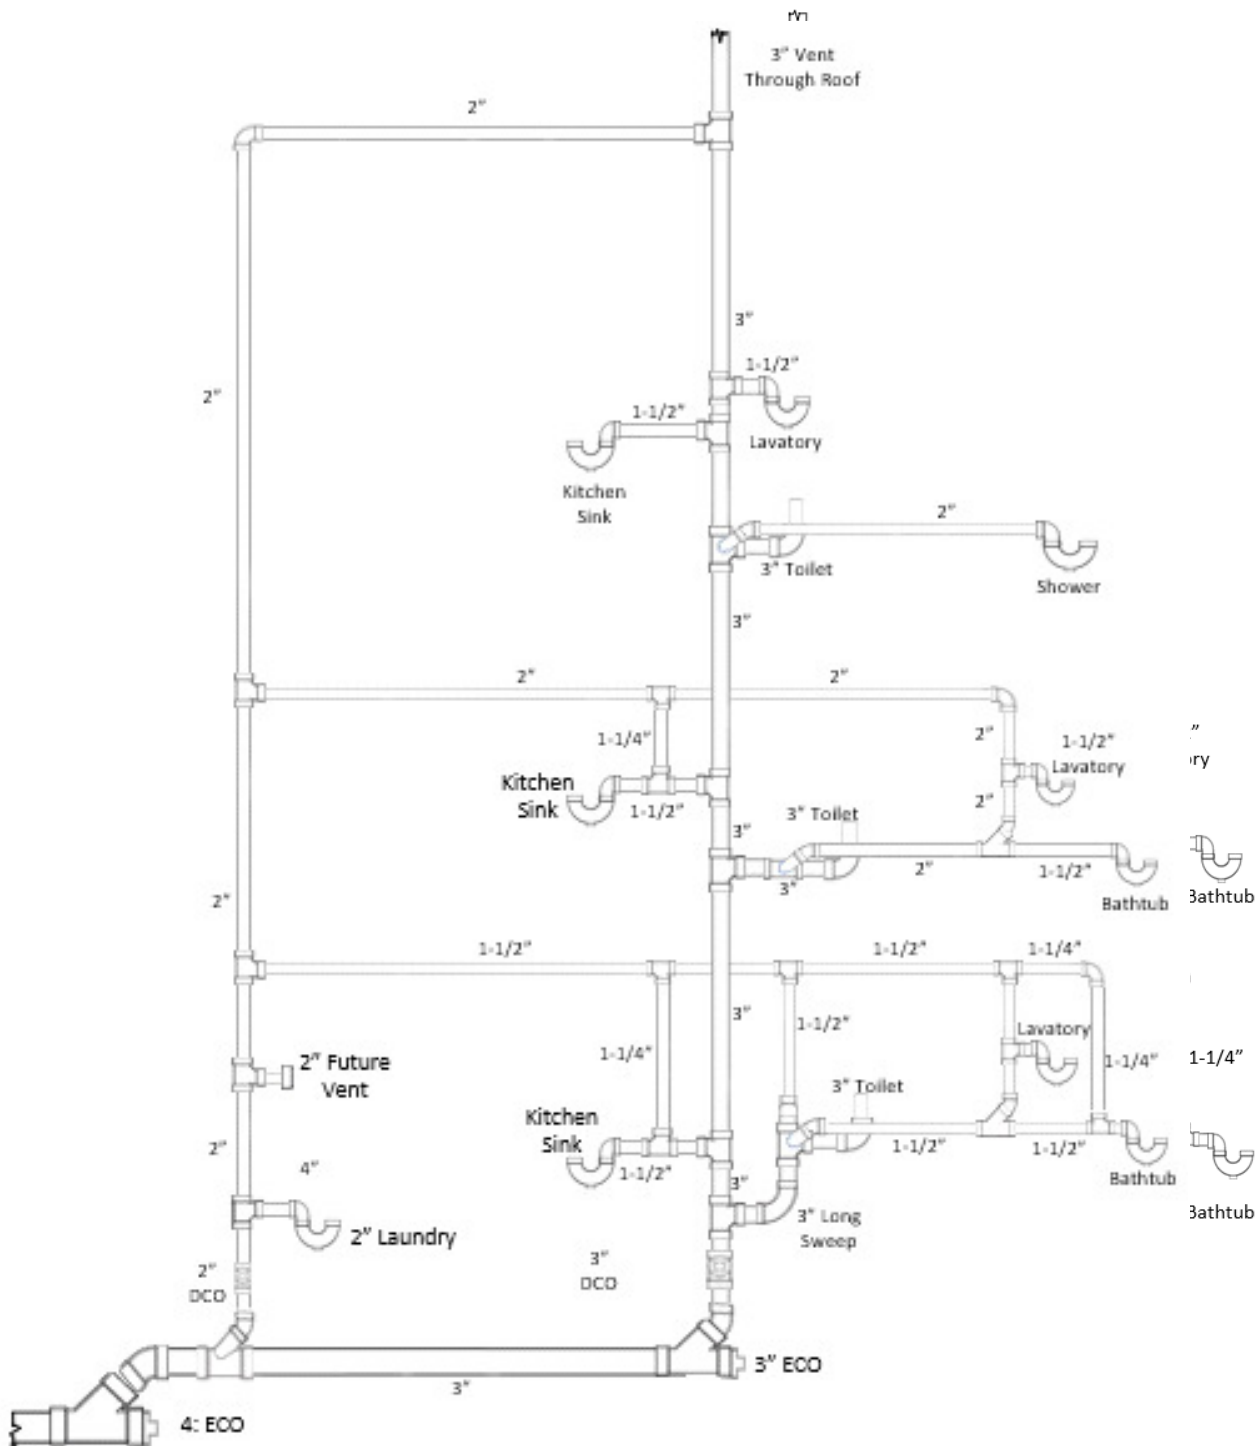 3” Vent
Through Roof
2”
3”
1-1/2”
2”
1-1/2”
Lavatory
Kitchen
Sink
2”
3” Toilet
Shower
3”
2”
2”
2”
1-1/2”
Lavatory
”
ory
1-1/4”
Kitchen
Sink
1-1/2”
2”
3” Toilet
3”
2”
1-1/2”
3”
Bathtub
Bathtub
2”
1-1/2”
1-1/2”
1-1/4”
3”
1-1/2”
Lavatory
1-1/4”
1-1/4”
1-1/4”
2” Future
Vent
3” Toilet
Kitchen
Sink
1-1/2”
1-1/2”
1-1/2”
2”
4”
3”
Bathtub
Bathtub
3” Long
Sweep
2” Laundry
3”
DCO
2”
DCO
3” ECO
3”
4: ECO